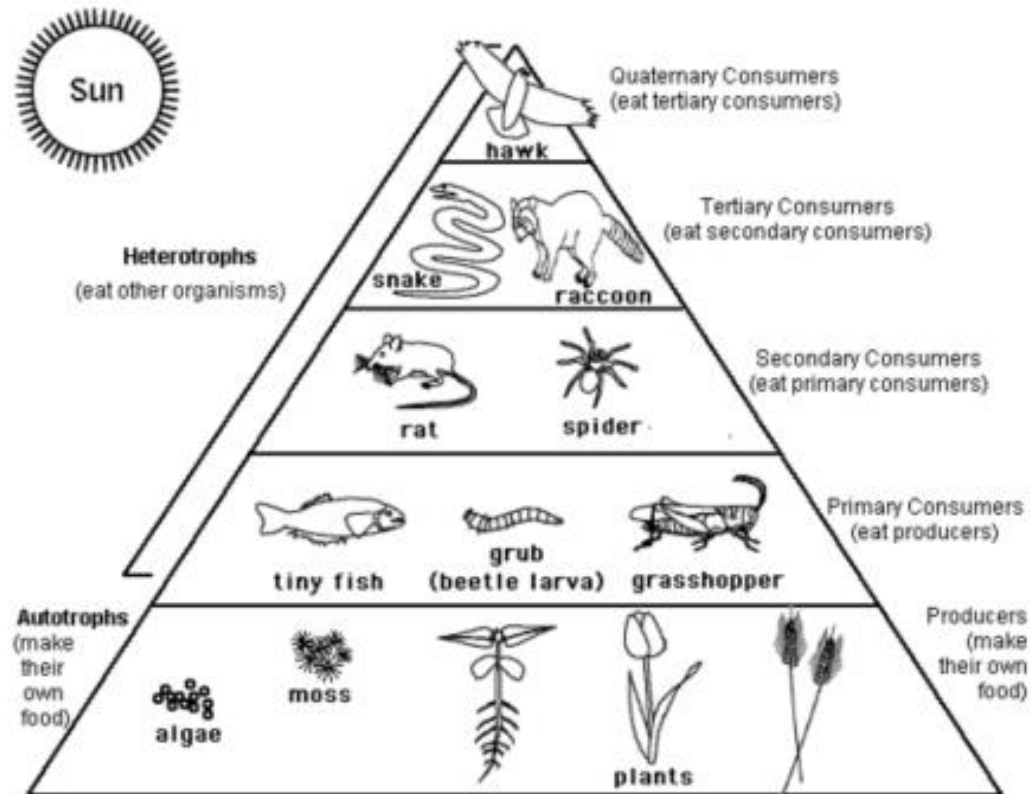 Sun
Quaternary Consumers
(eat tertiary consumers)
hawk
Tertiary Consumers
(eat secondary consumers)
Heterotrophs
(eat other organisms)
snake
raccoon
Secondary Consumers
(eat primary consumers)
rat
spider
Primary Consumers
(eat producers)
tiny fish
grub
(beetle larva)
grasshopper
Autotrophs
(make
their
own
food)
Producers
(make
their own
food)
moss
algae
plants